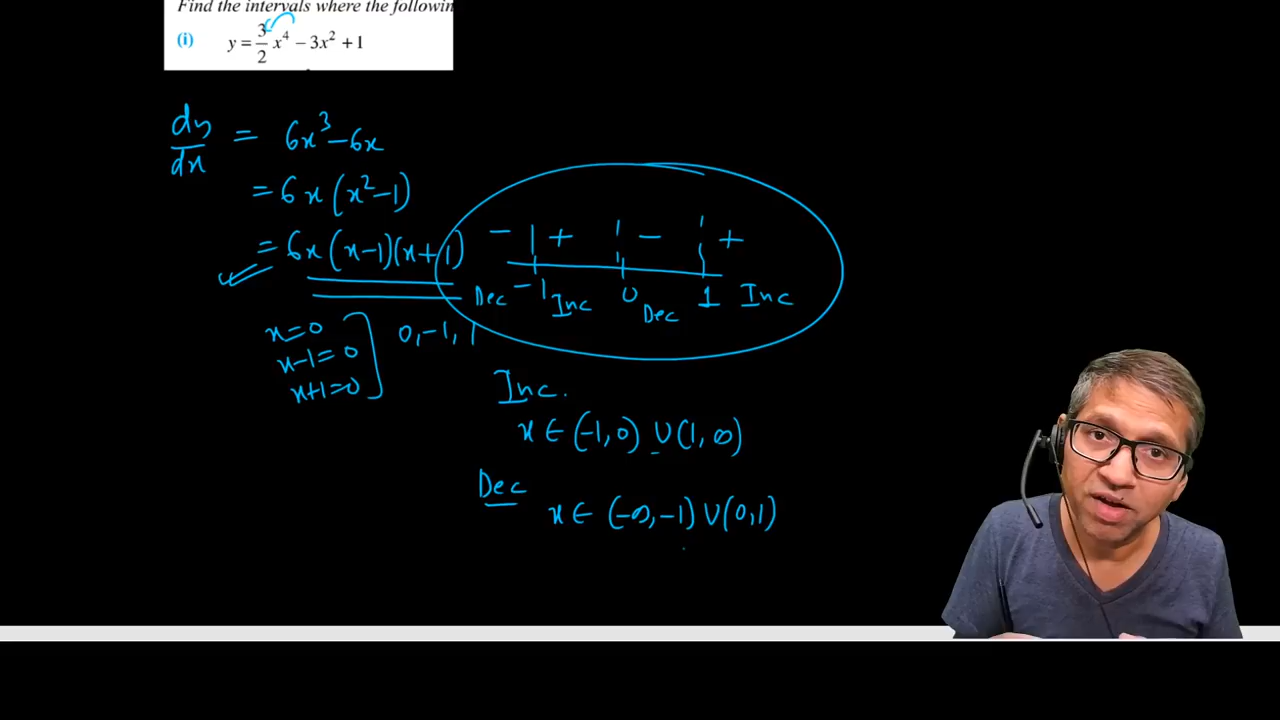 Find the intervals where the followin
(i) y = 3/2 x⁴ − 3x² + 1
dy/dx = 6x³ − 6x
= 6x(x² − 1)
= 6x(x−1)(x+1)
− + − +
Dec −1 Inc 0 Dec 1 Inc
x=0
x−1=0
x+1=0
0, −1, 1
Inc.
x ∈ (−1, 0) ∪ (1, ∞)
Dec
x ∈ (−∞, −1) ∪ (0, 1)